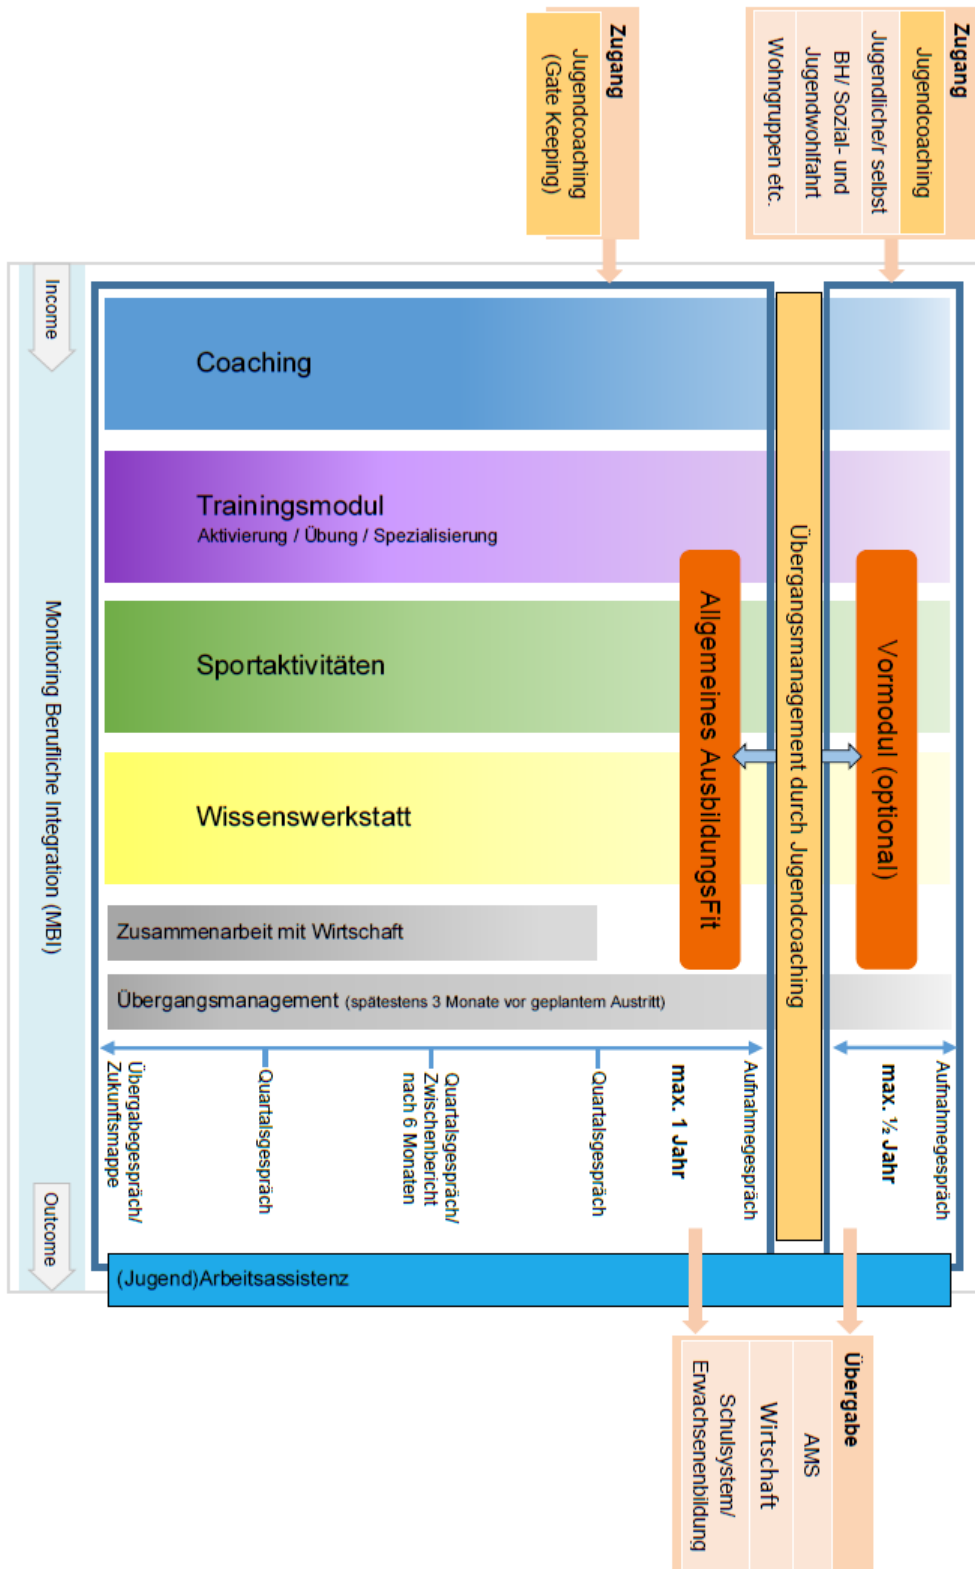 Zugang
Jugendcoaching
Jugendliche/r selbst
BH/ Sozial- und
Jugendwohlfahrt
Wohngruppen etc.
Zugang
Jugendcoaching
(Gate Keeping)
Income
Monitoring Berufliche Integration (MBI)
Outcome
Coaching
Trainingsmodul
Aktivierung / Übung / Spezialisierung
Sportaktivitäten
Wissenswerkstatt
Zusammenarbeit mit Wirtschaft
Übergangsmanagement (spätestens 3 Monate vor geplantem Austritt)
Vormodul (optional)
Übergangsmanagement durch Jugendcoaching
Allgemeines AusbildungsFit
Aufnahmegespräch
max. ½ Jahr
Aufnahmegespräch
max. 1 Jahr
Quartalsgespräch
Quartalsgespräch/
Zwischenbericht
nach 6 Monaten
Quartalsgespräch
Übergabegespräch/
Zukunftsmappe
(Jugend)Arbeitsassistenz
Übergabe
AMS
Wirtschaft
Schulsystem/
Erwachsenenbildung